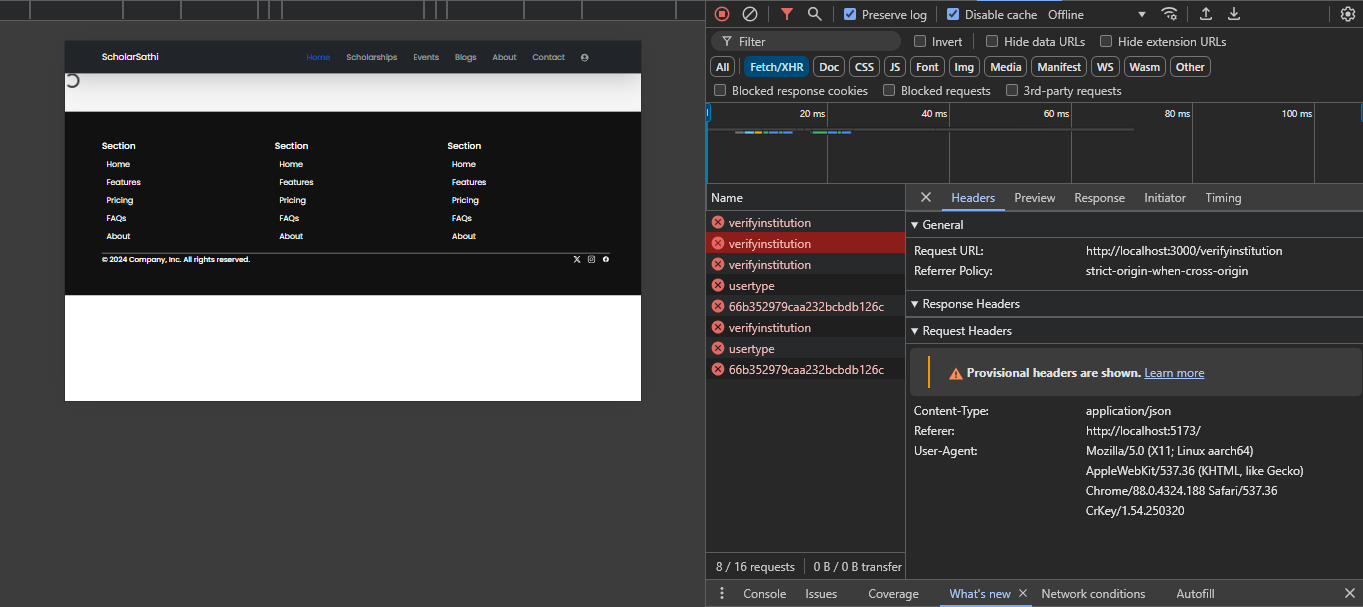 ScholarSathi Home Scholarships Events Blogs About Contact
Section Section Section
Home Home Home
Features Features Features
Pricing Pricing Pricing
FAQs FAQs FAQs
About About About
© 2024 Company, Inc. All rights reserved.
Preserve log Disable cache Offline
Filter Invert Hide data URLs Hide extension URLs
All Fetch/XHR Doc CSS JS Font Img Media Manifest WS Wasm Other
Blocked response cookies Blocked requests 3rd-party requests
20 ms 40 ms 60 ms 80 ms 100 ms
Name
verifyinstitution
verifyinstitution
verifyinstitution
usertype
66b352979caa232bcbdb126c
verifyinstitution
usertype
66b352979caa232bcbdb126c
8 / 16 requests 0 B / 0 B transfer
Headers Preview Response Initiator Timing
General
Request URL: http://localhost:3000/verifyinstitution
Referrer Policy: strict-origin-when-cross-origin
Response Headers
Request Headers
Provisional headers are shown. Learn more
Content-Type: application/json
Referer: http://localhost:5173/
User-Agent: Mozilla/5.0 (X11; Linux aarch64)
AppleWebKit/537.36 (KHTML, like Gecko)
Chrome/88.0.4324.188 Safari/537.36
CrKey/1.54.250320
Console Issues Coverage What's new Network conditions Autofill